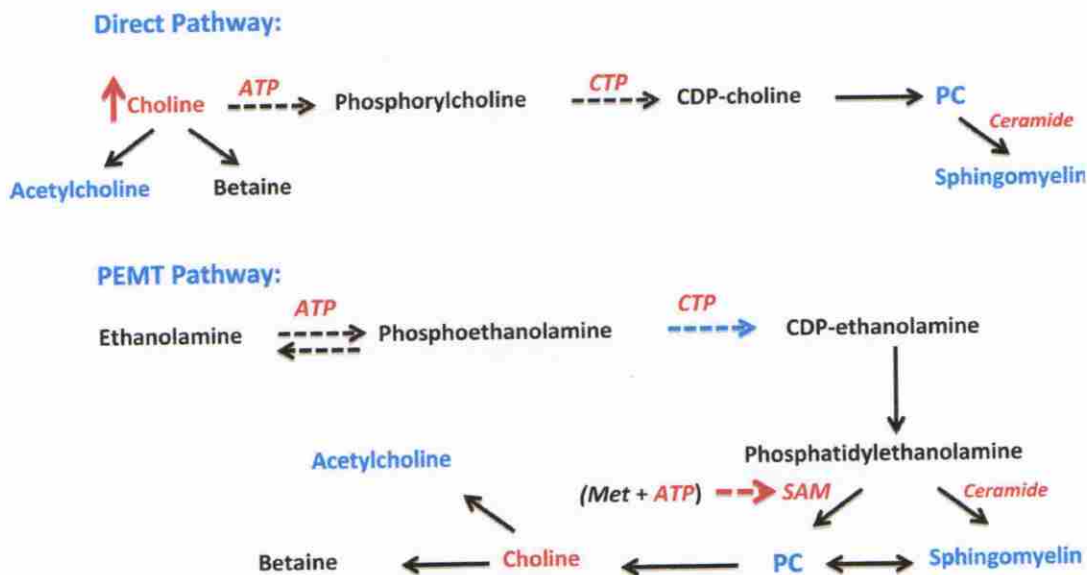 Direct Pathway:
ATP CTP
Choline Phosphorylcholine CDP-choline PC
Ceramide
Acetylcholine Betaine Sphingomyelin
PEMT Pathway:
ATP CTP
Ethanolamine Phosphoethanolamine CDP-ethanolamine
Phosphatidylethanolamine
Acetylcholine
(Met + ATP) SAM Ceramide
Betaine Choline PC Sphingomyelin